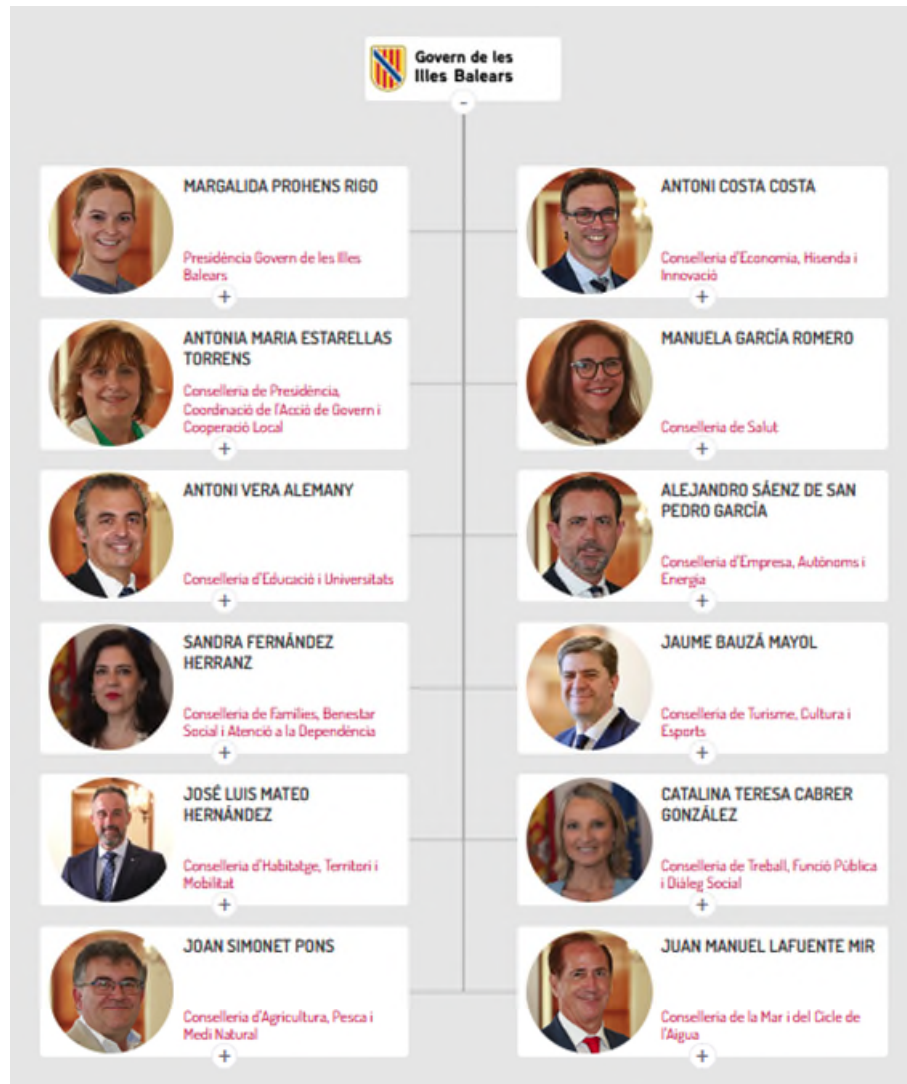 Govern de les
Illes Balears
-
MARGALIDA PROHENS RIGO
Presidència Govern de les Illes
Balears
+
ANTONI COSTA COSTA
Conselleria d'Economia, Hisenda i
Innovació
+
ANTONIA MARIA ESTARELLAS
TORRENS
Conselleria de Presidència,
Coordinació de l'Acció de Govern i
Cooperació Local
+
MANUELA GARCÍA ROMERO
Conselleria de Salut
+
ANTONI VERA ALEMANY
Conselleria d'Educació i Universitats
+
ALEJANDRO SÁENZ DE SAN
PEDRO GARCÍA
Conselleria d'Empresa, Autònoms i
Energia
+
SANDRA FERNÁNDEZ
HERRANZ
Conselleria de Famílies, Benestar
Social i Atenció a la Dependència
+
JAUME BAUZÁ MAYOL
Conselleria de Turisme, Cultura i
Esports
+
JOSÉ LUIS MATEO
HERNÁNDEZ
Conselleria d'Habitatge, Territori i
Mobilitat
+
CATALINA TERESA CABRER
GONZÁLEZ
Conselleria de Treball, Funció Pública
i Diàleg Social
+
JOAN SIMONET PONS
Conselleria d'Agricultura, Pesca i
Medi Natural
+
JUAN MANUEL LAFUENTE MIR
Conselleria de la Mar i del Cicle de
l'Aigua
+